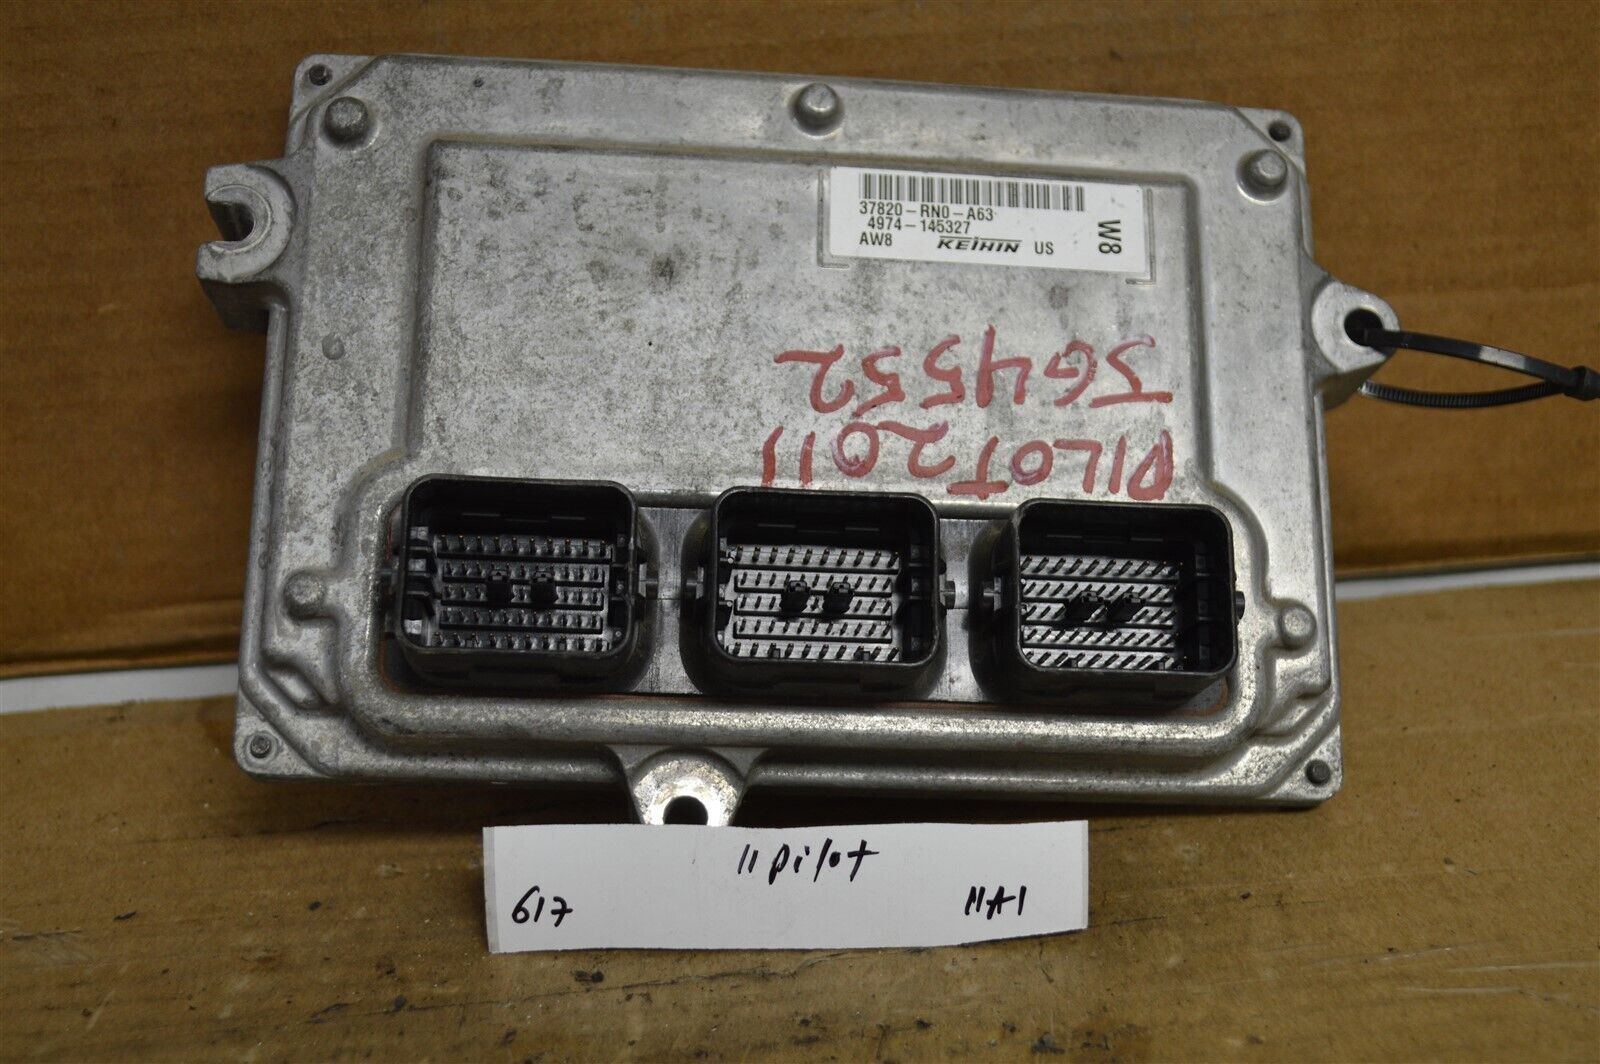 37820-RN0-A63
4974-145327
AW8 KEIHIN US
W8
PILOT 2011
JG4552
11 pilot
617 11A1